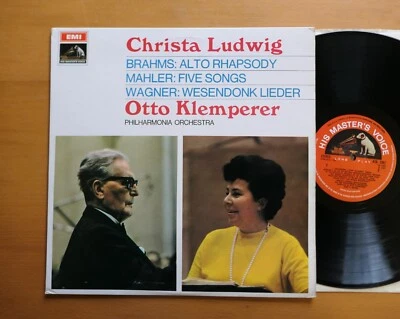 EMI
Christa Ludwig
BRAHMS: ALTO RHAPSODY
MAHLER: FIVE SONGS
WAGNER: WESENDONK LIEDER
Otto Klemperer
PHILHARMONIA ORCHESTRA
HIS MASTER'S VOICE